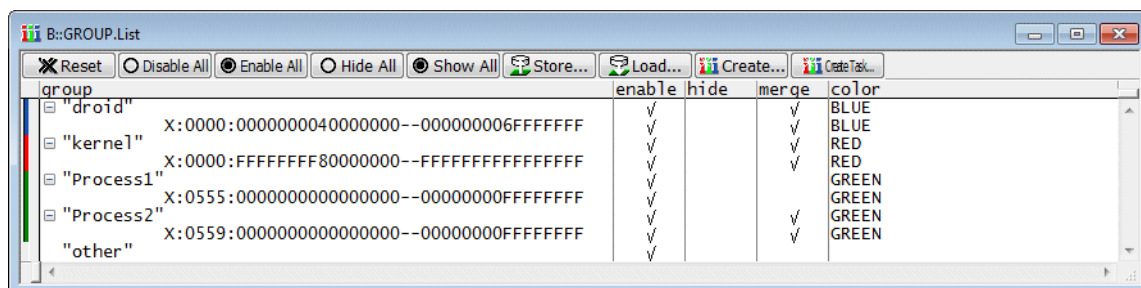 B::GROUP.List
Reset Disable All Enable All Hide All Show All Store... Load... Create... Create Task...
group enable hide merge color
"droid" √ √ BLUE
X:0000:0000000040000000--000000006FFFFFFF √ √ BLUE
"kernel" √ √ RED
X:0000:FFFFFFFF80000000--FFFFFFFFFFFFFFFF √ √ RED
"Process1" √ GREEN
X:0555:0000000000000000--00000000FFFFFFFF √ GREEN
"Process2" √ √ GREEN
X:0559:0000000000000000--00000000FFFFFFFF √ √ GREEN
"other" √